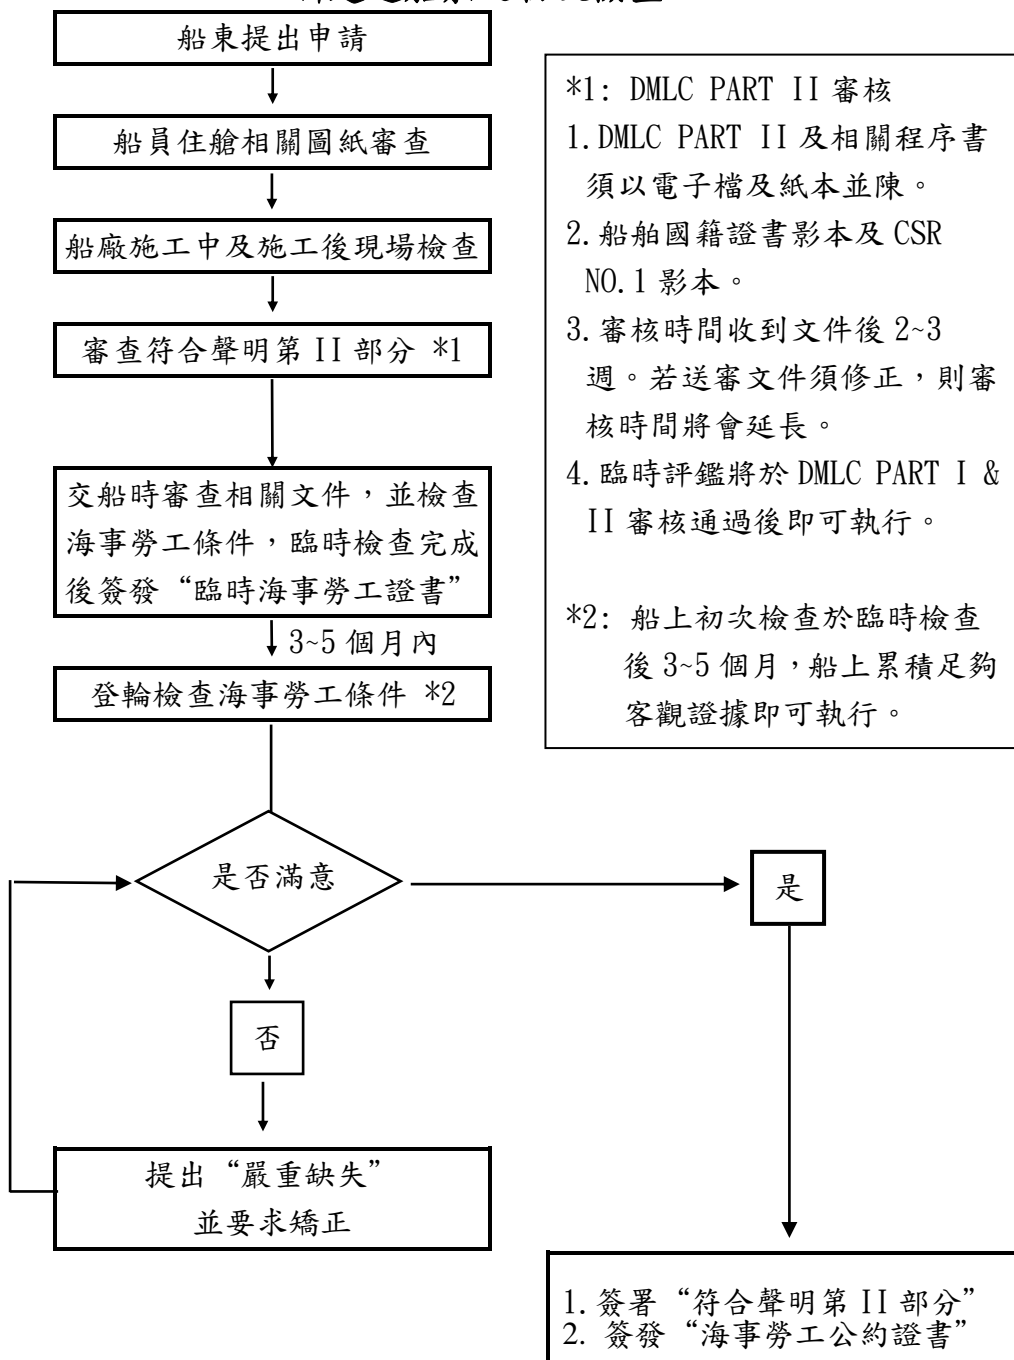 船東提出申請
船員住艙相關圖紙審查
船廠施工中及施工後現場檢查
審查符合聲明第 II 部分 *1
交船時審查相關文件，並檢查
海事勞工條件，臨時檢查完成
後簽發“臨時海事勞工證書”
3~5 個月內
登輪檢查海事勞工條件 *2
*1: DMLC PART II 審核
1.DMLC PART II 及相關程序書
須以電子檔及紙本並陳。
2.船舶國籍證書影本及 CSR
NO.1 影本。
3.審核時間收到文件後 2~3
週。若送審文件須修正，則審
核時間將會延長。
4.臨時評鑑將於 DMLC PART I &
II 審核通過後即可執行。
*2: 船上初次檢查於臨時檢查
後 3~5 個月，船上累積足夠
客觀證據即可執行。
是否滿意
是
否
提出“嚴重缺失”
並要求矯正
1.簽署“符合聲明第 II 部分”
2. 簽發“海事勞工公約證書”